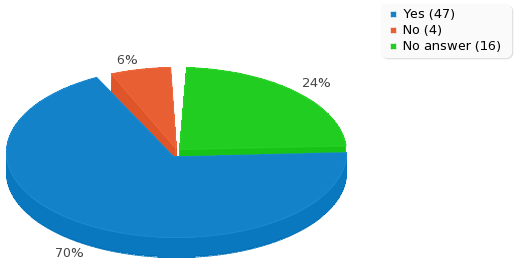 Yes (47)
No (4)
No answer (16)
6%
24%
70%